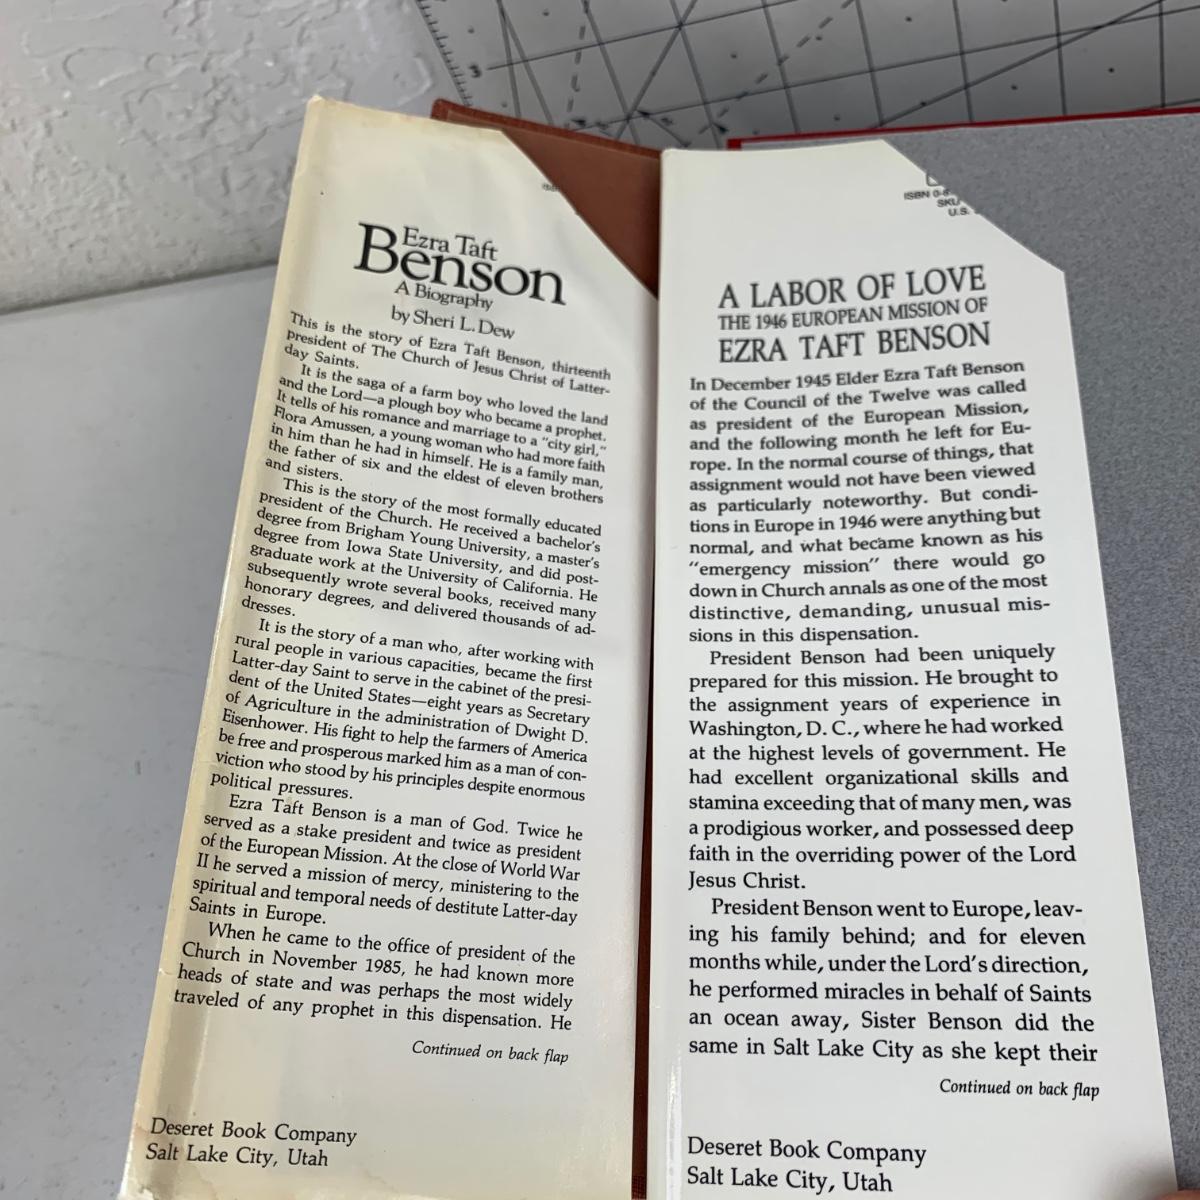 Ezra Taft
Benson
A Biography
by Sheri L. Dew
This is the story of Ezra Taft Benson, thirteenth
president of The Church of Jesus Christ of Latter-
day Saints.
It is the saga of a farm boy who loved the land
and the Lord—a plough boy who became a prophet.
It tells of his romance and marriage to a "city girl,"
Flora Amussen, a young woman who had more faith
in him than he had in himself. He is a family man,
the father of six and the eldest of eleven brothers
and sisters.
This is the story of the most formally educated
president of the Church. He received a bachelor's
degree from Brigham Young University, a master's
degree from Iowa State University, and did post-
graduate work at the University of California. He
subsequently wrote several books, received many
honorary degrees, and delivered thousands of ad-
dresses.
It is the story of a man who, after working with
rural people in various capacities, became the first
Latter-day Saint to serve in the cabinet of the presi-
dent of the United States—eight years as Secretary
of Agriculture in the administration of Dwight D.
Eisenhower. His fight to help the farmers of America
be free and prosperous marked him as a man of con-
viction who stood by his principles despite enormous
political pressures.
Ezra Taft Benson is a man of God. Twice he
served as a stake president and twice as president
of the European Mission. At the close of World War
II he served a mission of mercy, ministering to the
spiritual and temporal needs of destitute Latter-day
Saints in Europe.
When he came to the office of president of the
Church in November 1985, he had known more
heads of state and was perhaps the most widely
traveled of any prophet in this dispensation. He
Continued on back flap
Deseret Book Company
Salt Lake City, Utah
ISBN 0-8
SKU
U.S.
A LABOR OF LOVE
THE 1946 EUROPEAN MISSION OF
EZRA TAFT BENSON
In December 1945 Elder Ezra Taft Benson
of the Council of the Twelve was called
as president of the European Mission,
and the following month he left for Eu-
rope. In the normal course of things, that
assignment would not have been viewed
as particularly noteworthy. But condi-
tions in Europe in 1946 were anything but
normal, and what became known as his
"emergency mission" there would go
down in Church annals as one of the most
distinctive, demanding, unusual mis-
sions in this dispensation.
President Benson had been uniquely
prepared for this mission. He brought to
the assignment years of experience in
Washington, D. C., where he had worked
at the highest levels of government. He
had excellent organizational skills and
stamina exceeding that of many men, was
a prodigious worker, and possessed deep
faith in the overriding power of the Lord
Jesus Christ.
President Benson went to Europe, leav-
ing his family behind; and for eleven
months while, under the Lord's direction,
he performed miracles in behalf of Saints
an ocean away, Sister Benson did the
same in Salt Lake City as she kept their
Continued on back flap
Deseret Book Company
Salt Lake City, Utah